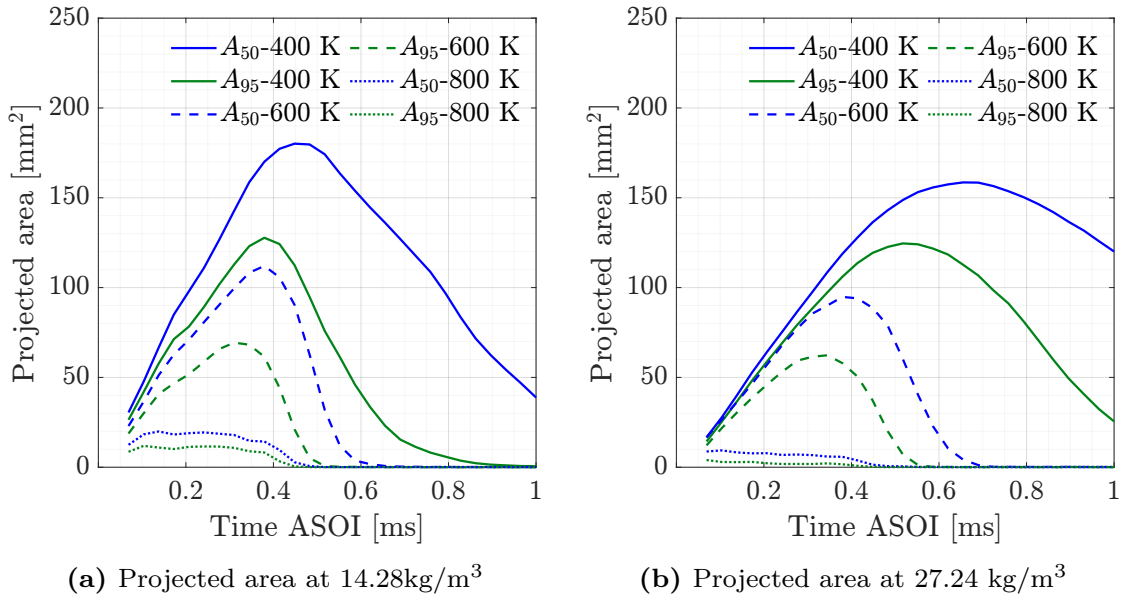 250
200
150
100
50
0
Projected area [mm²]
A₅₀-400 K
A₉₅-400 K
A₅₀-600 K
A₉₅-600 K
A₅₀-800 K
A₉₅-800 K
0.2 0.4 0.6 0.8 1
Time ASOI [ms]
(a) Projected area at 14.28kg/m³
250
200
150
100
50
0
Projected area [mm²]
A₅₀-400 K
A₉₅-400 K
A₅₀-600 K
A₉₅-600 K
A₅₀-800 K
A₉₅-800 K
0.2 0.4 0.6 0.8 1
Time ASOI [ms]
(b) Projected area at 27.24 kg/m³